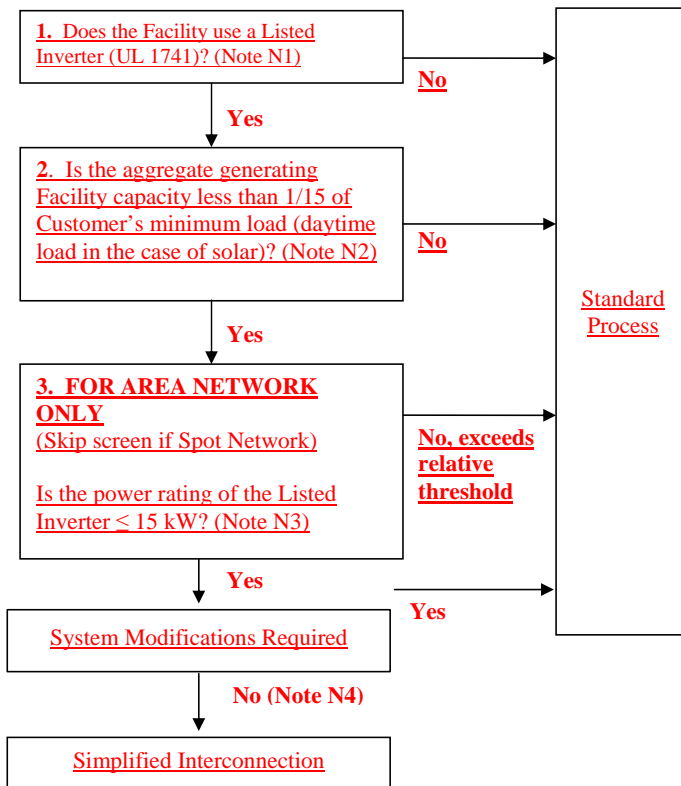 1. Does the Facility use a Listed
Inverter (UL 1741)? (Note N1)
No
Yes
2. Is the aggregate generating
Facility capacity less than 1/15 of
Customer’s minimum load (daytime
load in the case of solar)? (Note N2)
No
Yes
Standard
Process
3. FOR AREA NETWORK
ONLY
(Skip screen if Spot Network)
Is the power rating of the Listed
Inverter ≤ 15 kW? (Note N3)
No, exceeds
relative
threshold
Yes
Yes
System Modifications Required
No (Note N4)
Simplified Interconnection